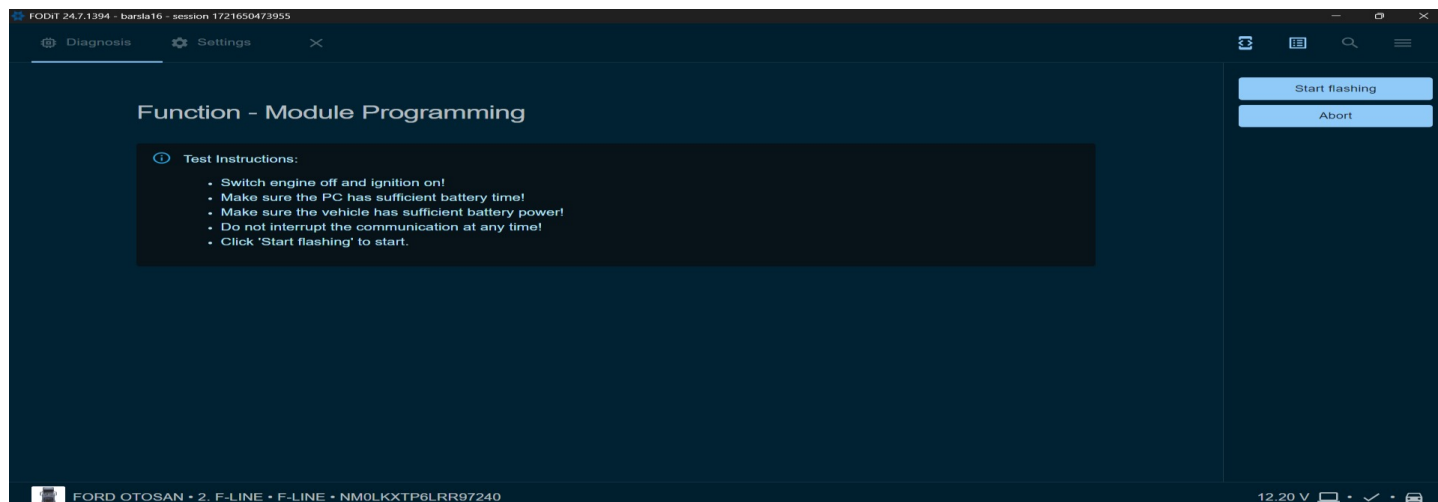 FODiT 24.7.1394 - barsla16 - session 1721650473955
Diagnosis Settings
Start flashing
Function - Module Programming
Abort
Test Instructions:
• Switch engine off and ignition on!
• Make sure the PC has sufficient battery time!
• Make sure the vehicle has sufficient battery power!
• Do not interrupt the communication at any time!
• Click 'Start flashing' to start.
FORD OTOSAN • 2. F-LINE • F-LINE • NM0LKXTP6LRR97240 12.20 V